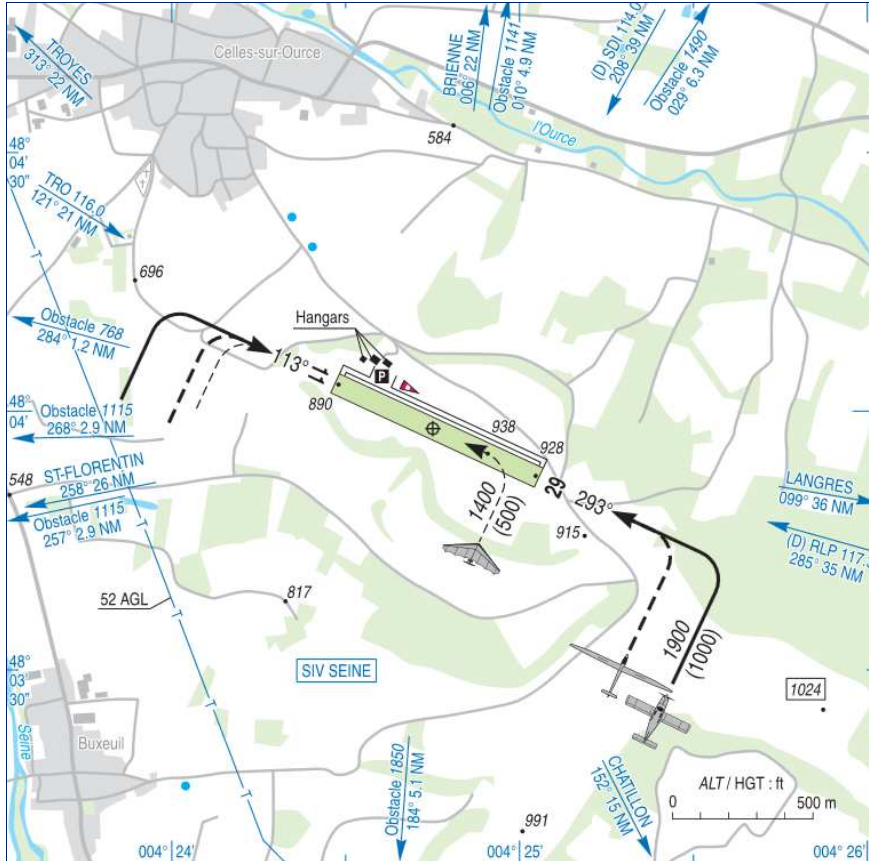 TROYES
313° 22 NM
Celles-sur-Ource
BRIENNE
006° 22 NM
Obstacle 1141
010° 4.9 NM
(D) SDI 114.0
208° 39 NM
Obstacle 1490
029° 6.3 NM
584
l'Ource
48°
04'
30"
TRO 116.0
121° 21 NM
T
696
Hangars
Obstacle 768
284° 1.2 NM
113°
11
P
890
938
928
48°
04'
Obstacle 1115
268° 2.9 NM
548
ST-FLORENTIN
258° 26 NM
Obstacle 1115
257° 2.9 NM
29
293°
1400
(500)
915
LANGRES
099° 36 NM
(D) RLP 117.3
285° 35 NM
T
817
52 AGL
1900
(1000)
48°
03'
30"
SIV SEINE
T
1024
Seine
Buxeuil
Obstacle 1850
184° 5.1 NM
CHATILLON
152° 15 NM
ALT / HGT : ft
0 500 m
T
991
004° 24'
004° 25'
004° 26'